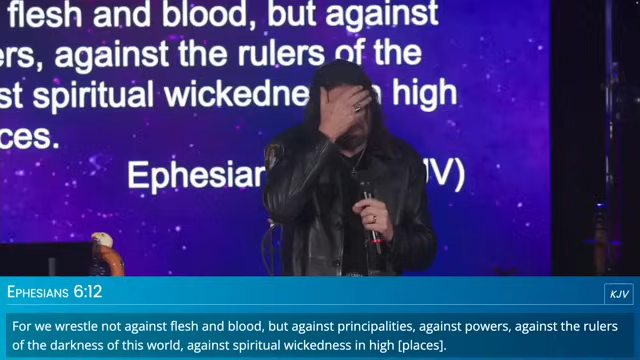 flesh and blood, but against
ers, against the rulers of the
st spiritual wickedne high
ces.
Ephesian V)
EPHESIANS 6:12
KJV
For we wrestle not against flesh and blood, but against principalities, against powers, against the rulers
of the darkness of this world, against spiritual wickedness in high [places].